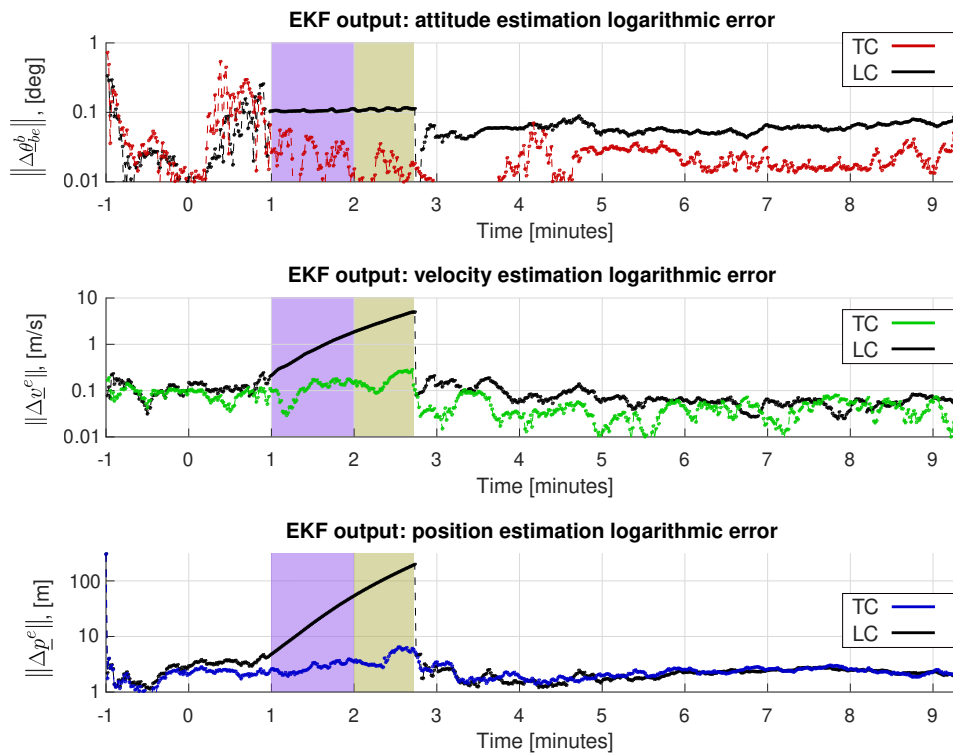 EKF output: attitude estimation logarithmic error
1
0.1
0.01
||Δθ^b_be||, [deg]
TC
LC
-1 0 1 2 3 4 5 6 7 8 9
Time [minutes]
EKF output: velocity estimation logarithmic error
10
1
0.1
0.01
||Δv^e||, [m/s]
TC
LC
-1 0 1 2 3 4 5 6 7 8 9
Time [minutes]
EKF output: position estimation logarithmic error
100
10
1
||Δp^e||, [m]
TC
LC
-1 0 1 2 3 4 5 6 7 8 9
Time [minutes]